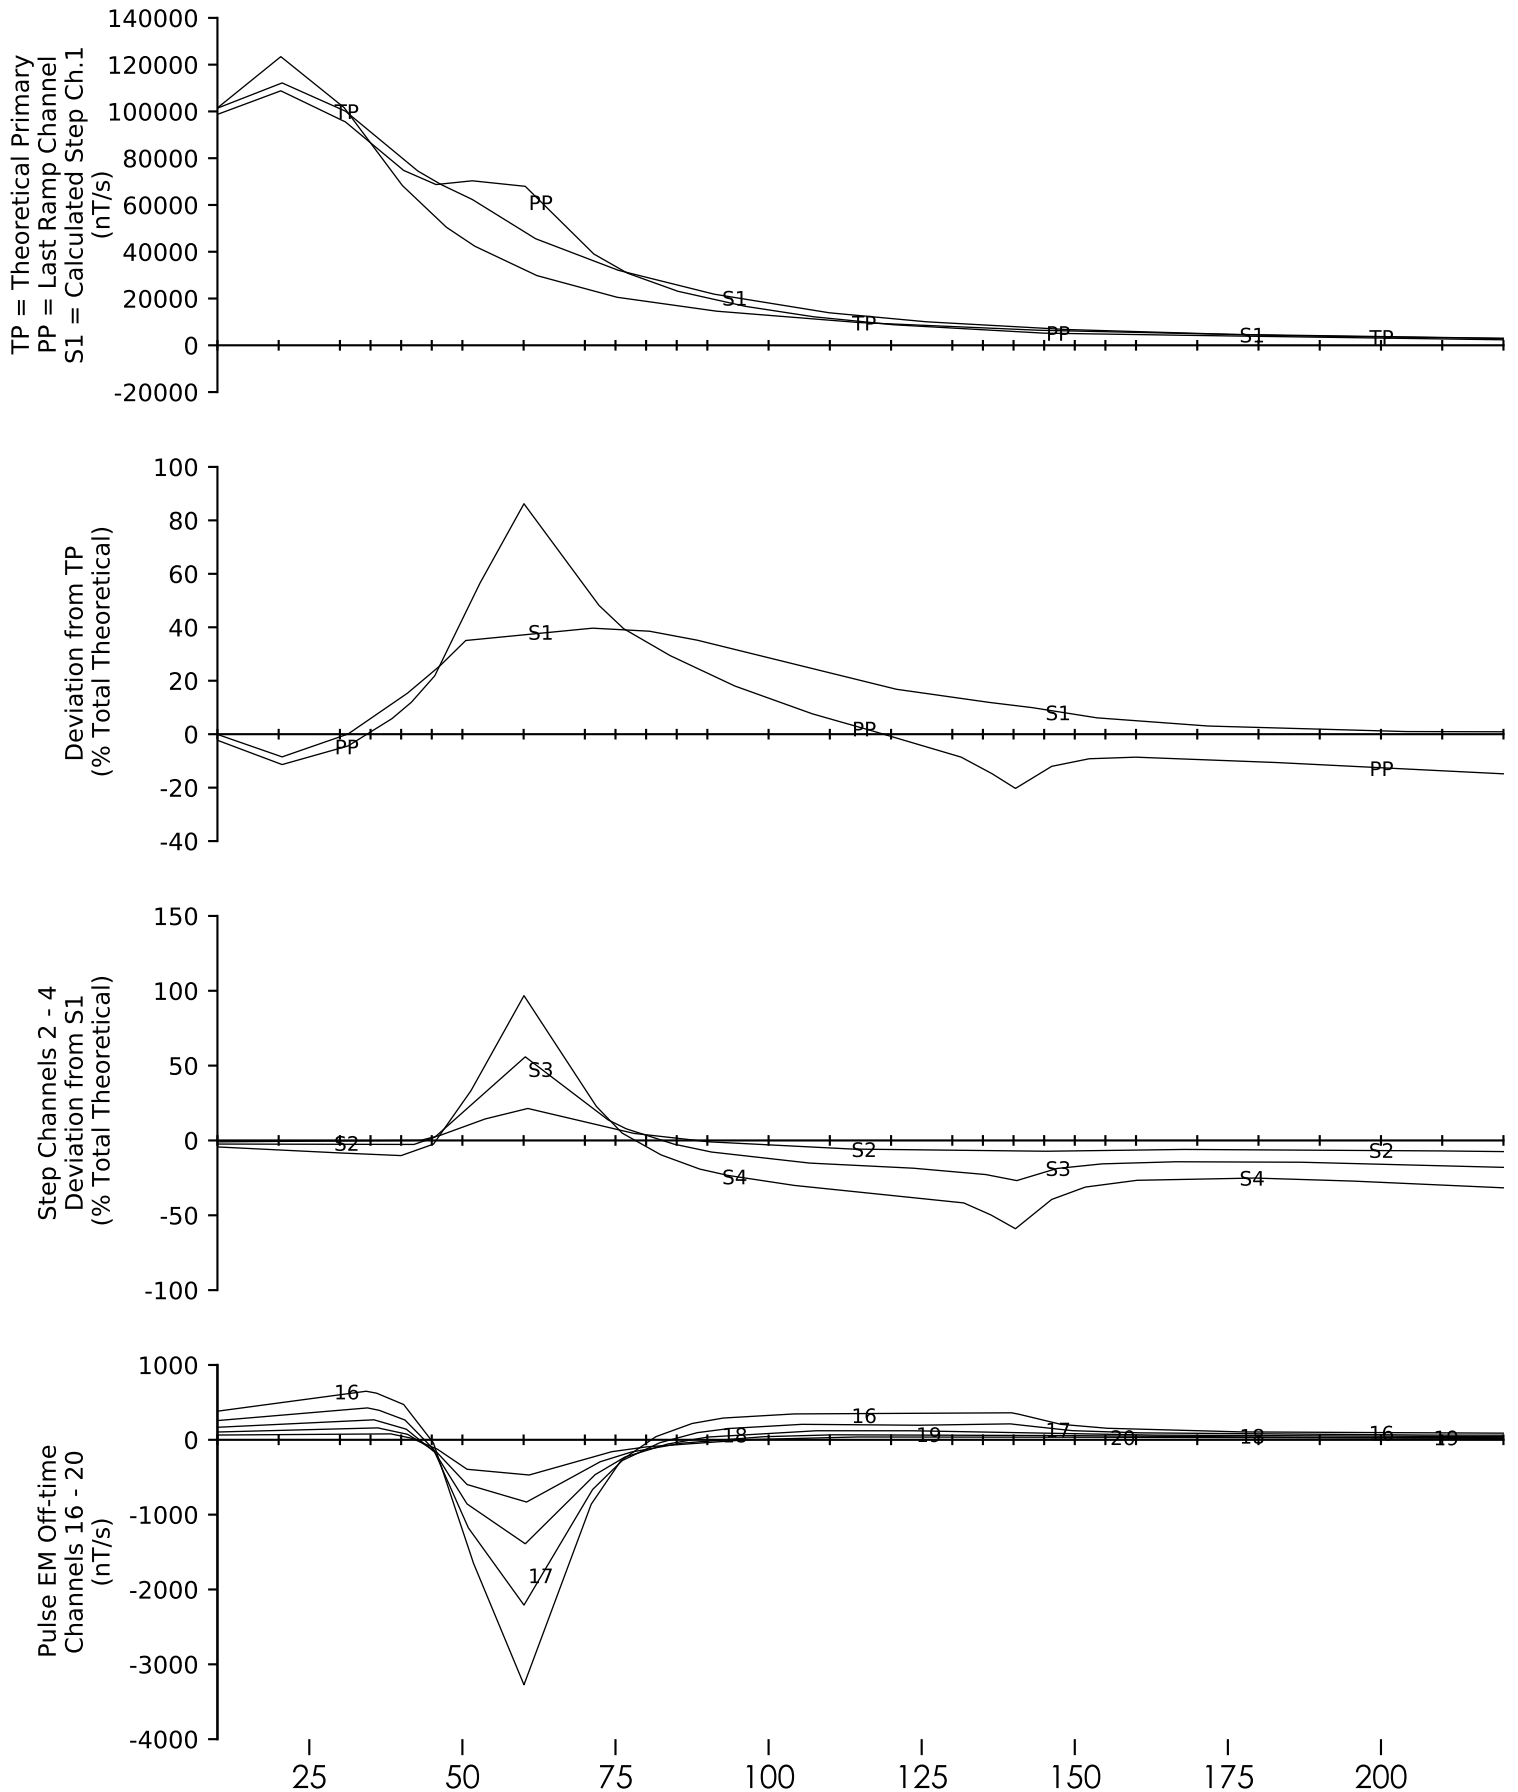 TP = Theoretical Primary
PP = Last Ramp Channel
S1 = Calculated Step Ch.1
(nT/s)
140000
120000
100000
80000
60000
40000
20000
0
-20000
TP
PP
S1
TP
PP
S1
TP
Deviation from TP
(% Total Theoretical)
100
80
60
40
20
0
-20
-40
PP
S1
PP
S1
PP
Step Channels 2 - 4
Deviation from S1
(% Total Theoretical)
150
100
50
0
-50
-100
S2
S3
S4
S2
S3
S4
S2
Pulse EM Off-time
Channels 16 - 20
(nT/s)
1000
0
-1000
-2000
-3000
-4000
16
17
18
16
19
17
20
18
16
19
25 50 75 100 125 150 175 200